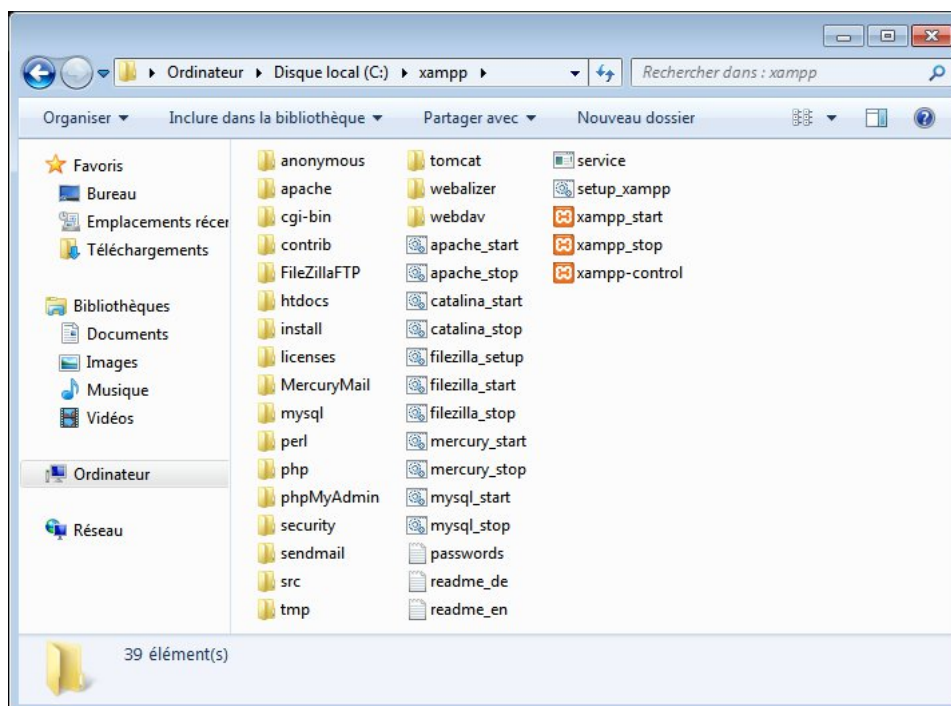 Ordinateur ▸ Disque local (C:) ▸ xampp ▸
Rechercher dans : xampp
Organiser
Inclure dans la bibliothèque
Partager avec
Nouveau dossier
Favoris
Bureau
Emplacements récer
Téléchargements
Bibliothèques
Documents
Images
Musique
Vidéos
Ordinateur
Réseau
anonymous
apache
cgi-bin
contrib
FileZillaFTP
htdocs
install
licenses
MercuryMail
mysql
perl
php
phpMyAdmin
security
sendmail
src
tmp
tomcat
webalizer
webdav
apache_start
apache_stop
catalina_start
catalina_stop
filezilla_setup
filezilla_start
filezilla_stop
mercury_start
mercury_stop
mysql_start
mysql_stop
passwords
readme_de
readme_en
service
setup_xampp
xampp_start
xampp_stop
xampp-control
39 élément(s)